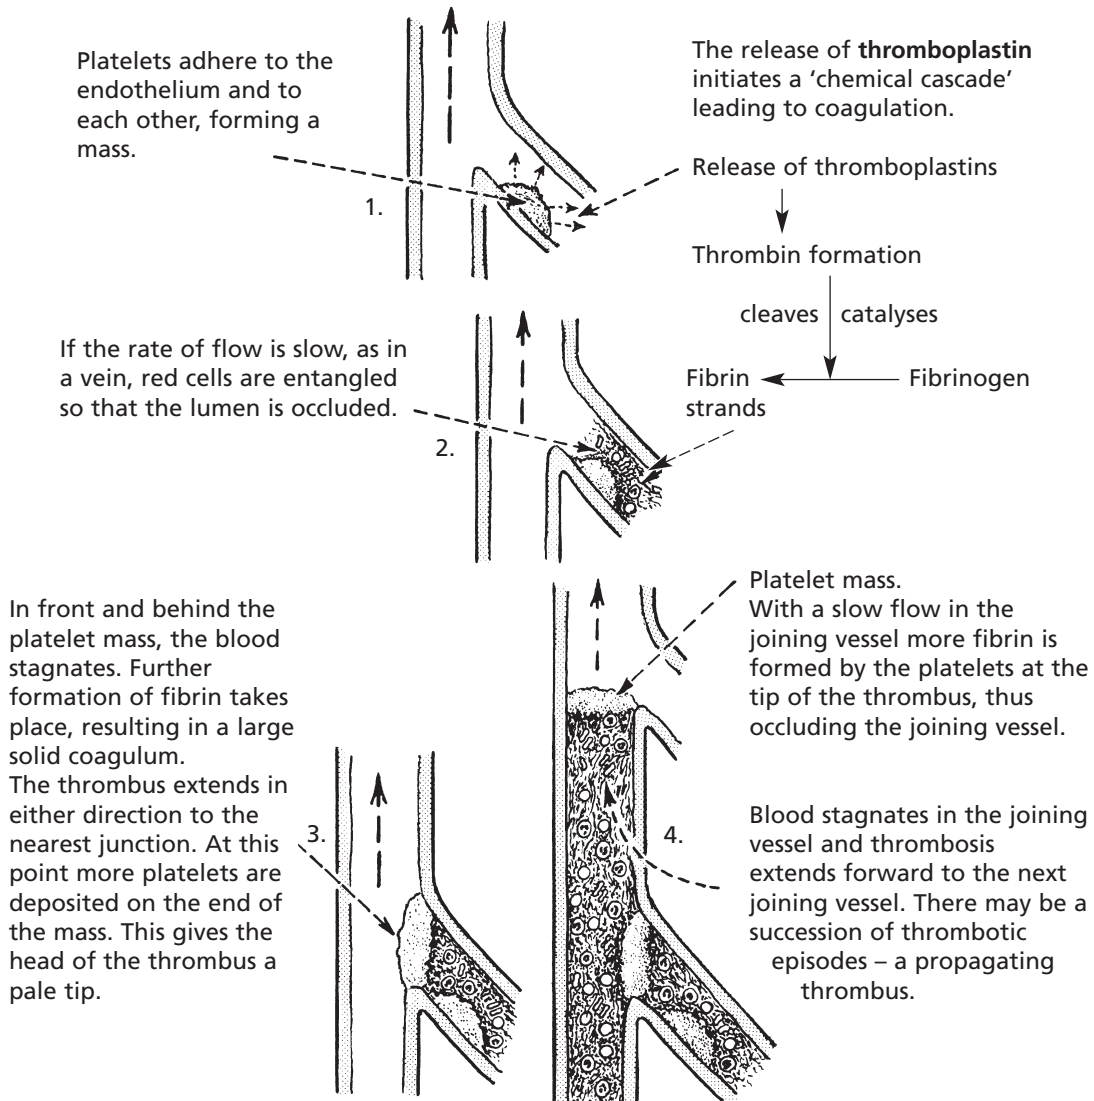 Platelets adhere to the
endothelium and to
each other, forming a
mass.
The release of thromboplastin
initiates a ‘chemical cascade’
leading to coagulation.
Release of thromboplastins
1.
Thrombin formation
cleaves catalyses
If the rate of flow is slow, as in
a vein, red cells are entangled
so that the lumen is occluded.
Fibrin
strands
Fibrinogen
2.
Platelet mass.
With a slow flow in the
joining vessel more fibrin is
formed by the platelets at the
tip of the thrombus, thus
occluding the joining vessel.
In front and behind the
platelet mass, the blood
stagnates. Further
formation of fibrin takes
place, resulting in a large
solid coagulum.
The thrombus extends in
either direction to the
nearest junction. At this
point more platelets are
deposited on the end of
the mass. This gives the
head of the thrombus a
pale tip.
3.
4.
Blood stagnates in the joining
vessel and thrombosis
extends forward to the next
joining vessel. There may be a
succession of thrombotic
episodes – a propagating
thrombus.